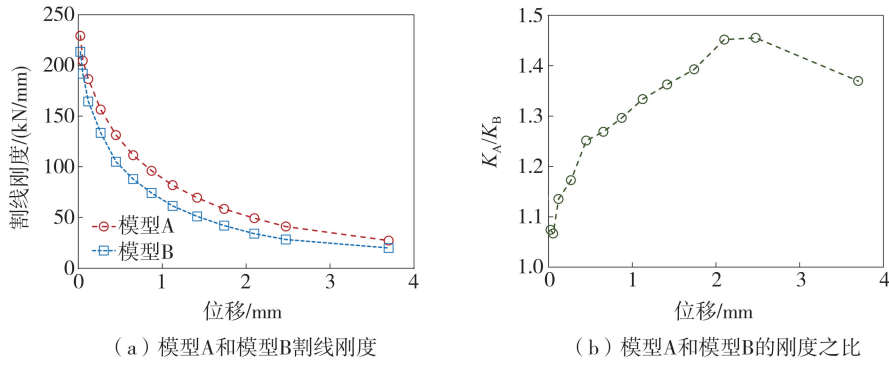 250
200
150
100
50
0
割线刚度/(kN/mm)
模型A
模型B
0 1 2 3 4
位移/mm
(a)模型A和模型B割线刚度
1.5
1.4
1.3
1.2
1.1
1.0
K_A/K_B
0 1 2 3 4
位移/mm
(b)模型A和模型B的刚度之比